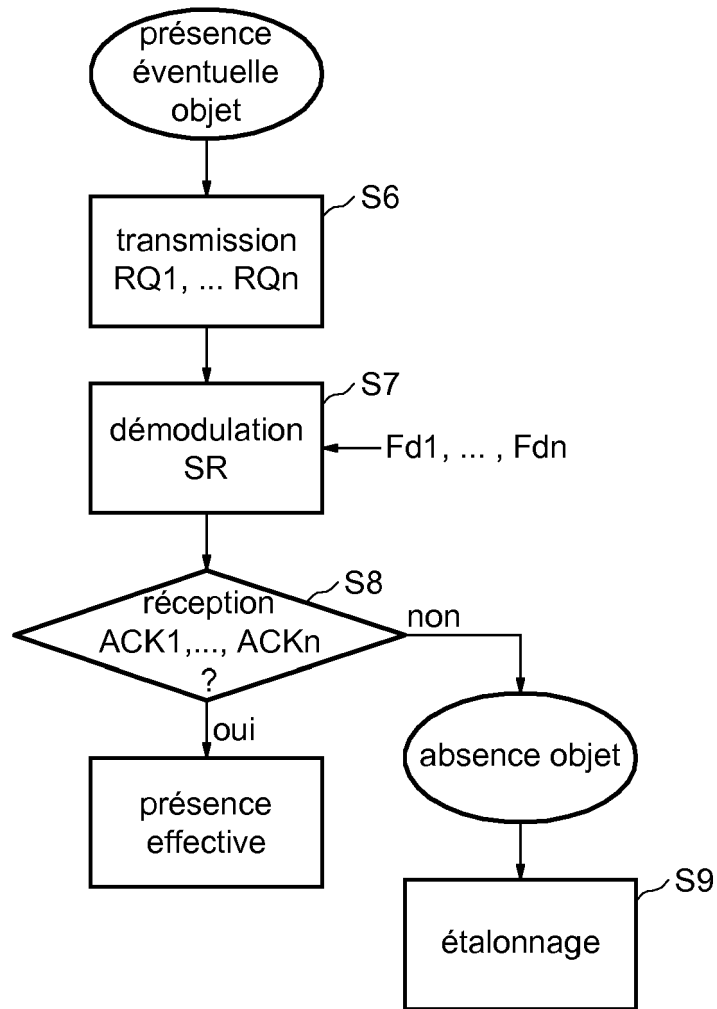 présence
éventuelle
objet
S6
transmission
RQ1, ... RQn
S7
démodulation
SR
Fd1, ... , Fdn
S8
réception
ACK1,..., ACKn
?
non
oui
absence objet
présence
effective
S9
étalonnage